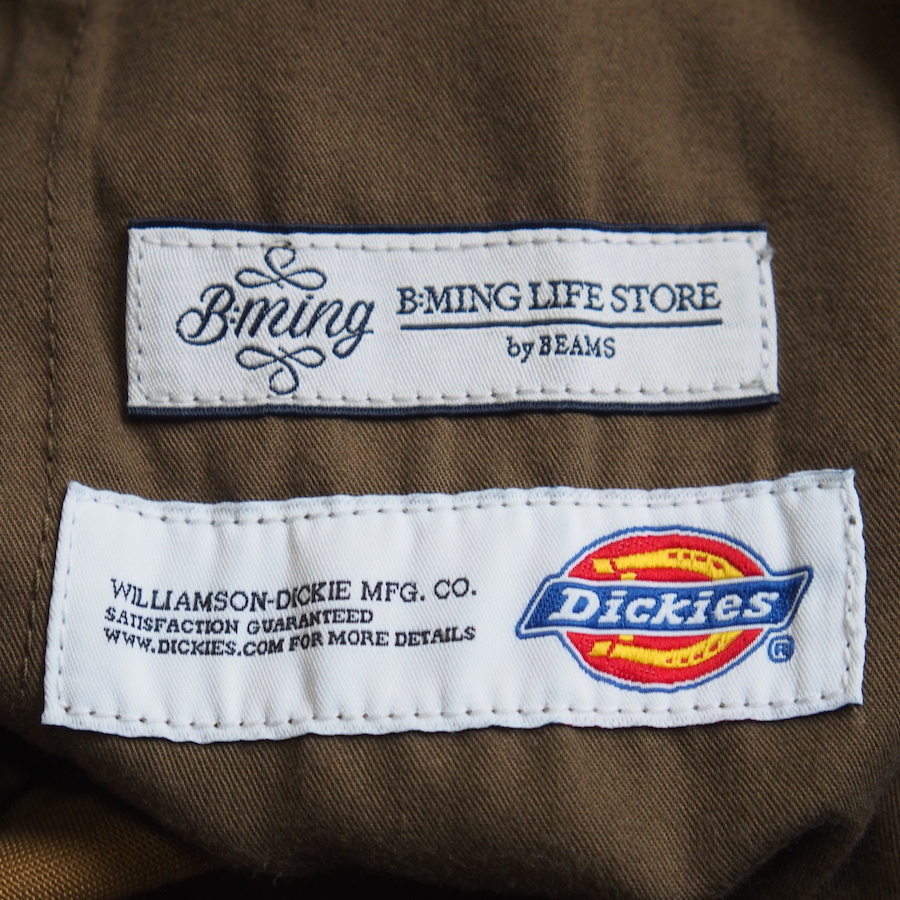 B:ming
B:MING LIFE STORE
by BEAMS
WILLIAMSON-DICKIE MFG. CO.
SATISFACTION GUARANTEED
WWW.DICKIES.COM FOR MORE DETAILS
Dickies
®